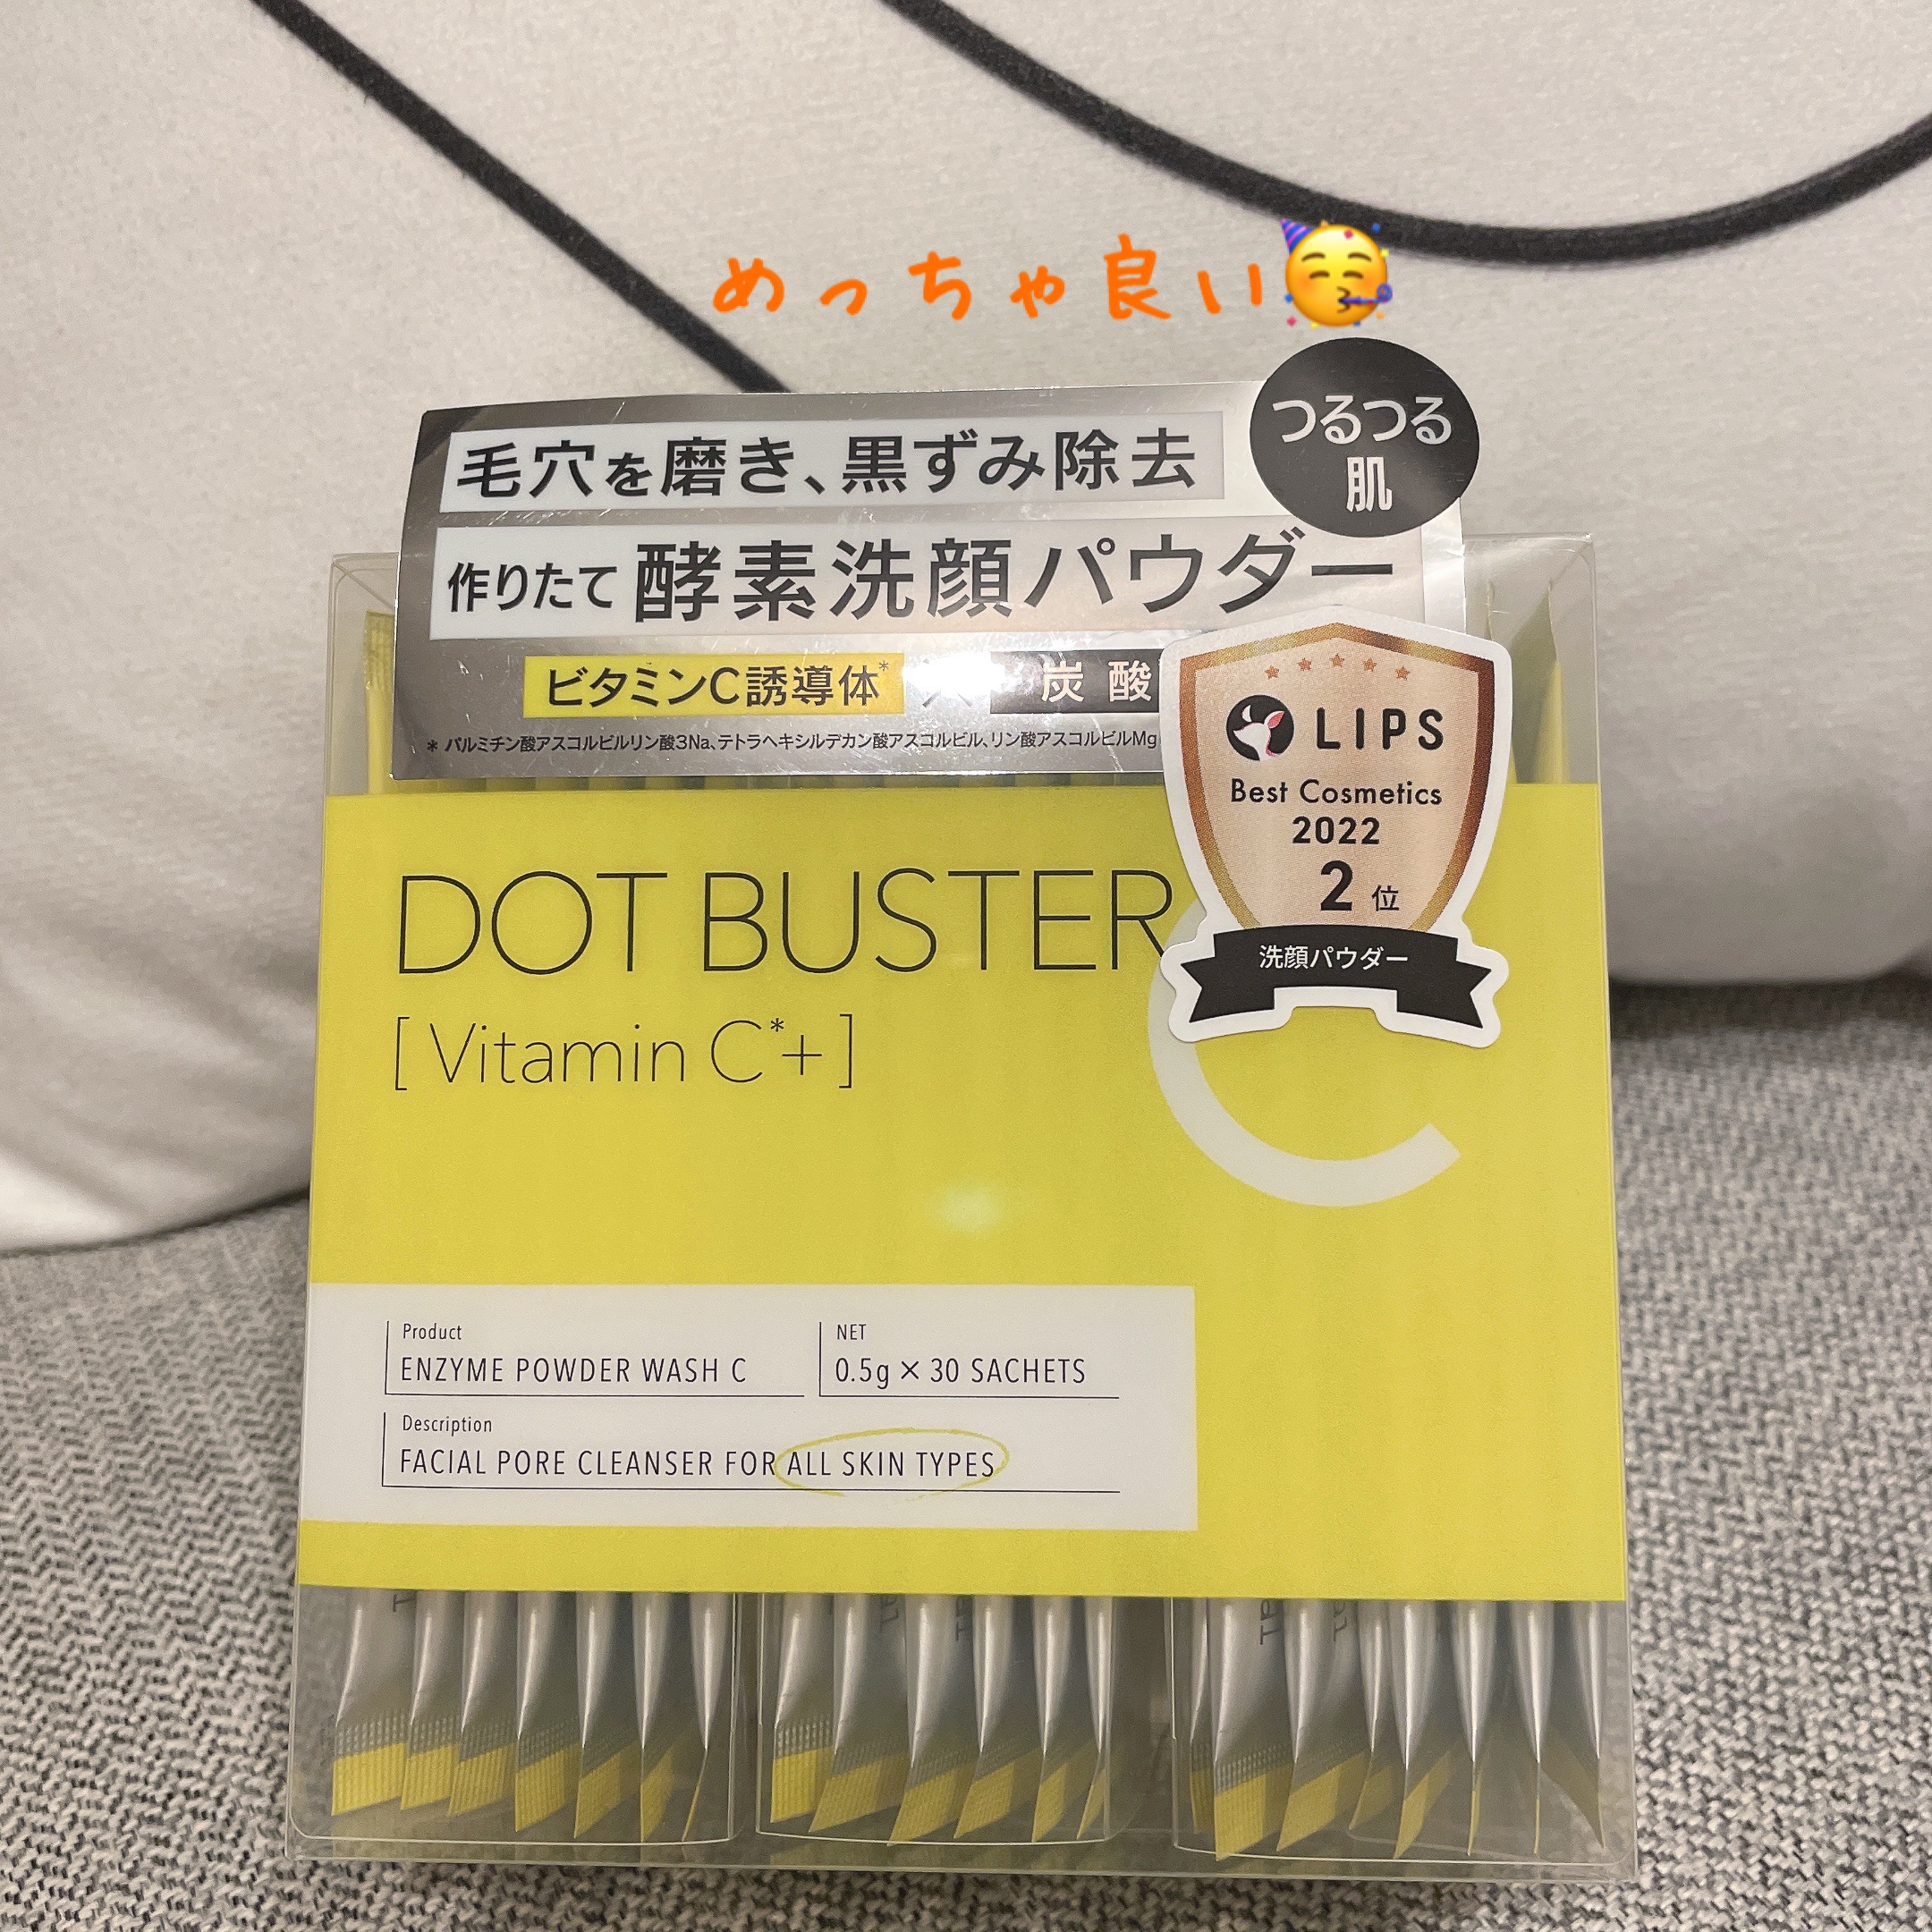 めっちゃ良い🥳
つるつる
肌
毛穴を磨き、黒ずみ除去
作りたて酵素洗顔パウダー
ビタミンC誘導体* × 炭酸
* パルミチン酸アスコルビルリン酸3Na、テトラヘキシルデカン酸アスコルビル、リン酸アスコルビルMg
LIPS
Best Cosmetics
2022
2位
洗顔パウダー
DOT BUSTER
[ Vitamin C*+ ]
C
Product
ENZYME POWDER WASH C
NET
0.5g × 30 SACHETS
Description
FACIAL PORE CLEANSER FOR ALL SKIN TYPES